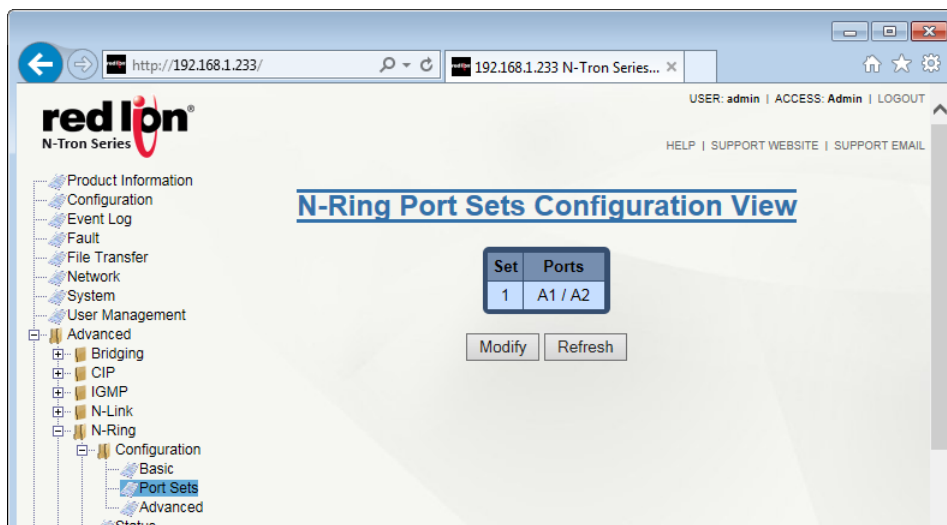 http://192.168.1.233/
192.168.1.233 N-Tron Series...
USER: admin | ACCESS: Admin | LOGOUT
red lion®
N-Tron Series
HELP | SUPPORT WEBSITE | SUPPORT EMAIL
Product Information
Configuration
Event Log
Fault
File Transfer
Network
System
User Management
Advanced
Bridging
CIP
IGMP
N-Link
N-Ring
Configuration
Basic
Port Sets
Advanced
Status
N-Ring Port Sets Configuration View
Set Ports
1 A1 / A2
Modify Refresh